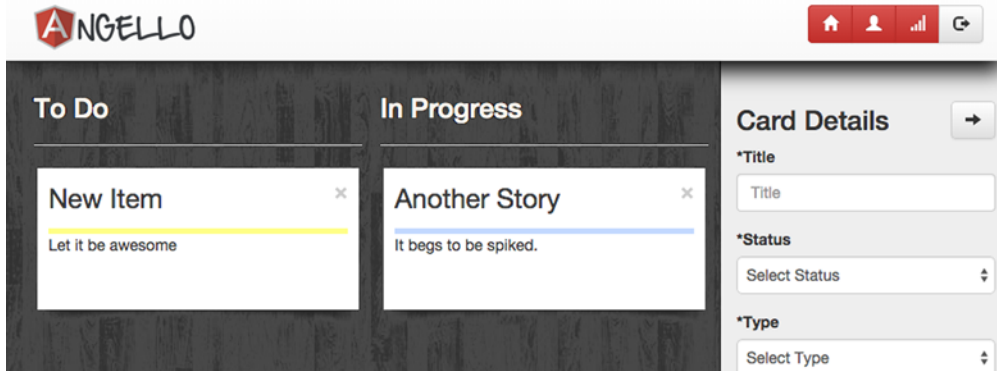 ANGELLO
To Do
In Progress
New Item
×
Let it be awesome
Another Story
×
It begs to be spiked.
Card Details
*Title
Title
*Status
Select Status
*Type
Select Type